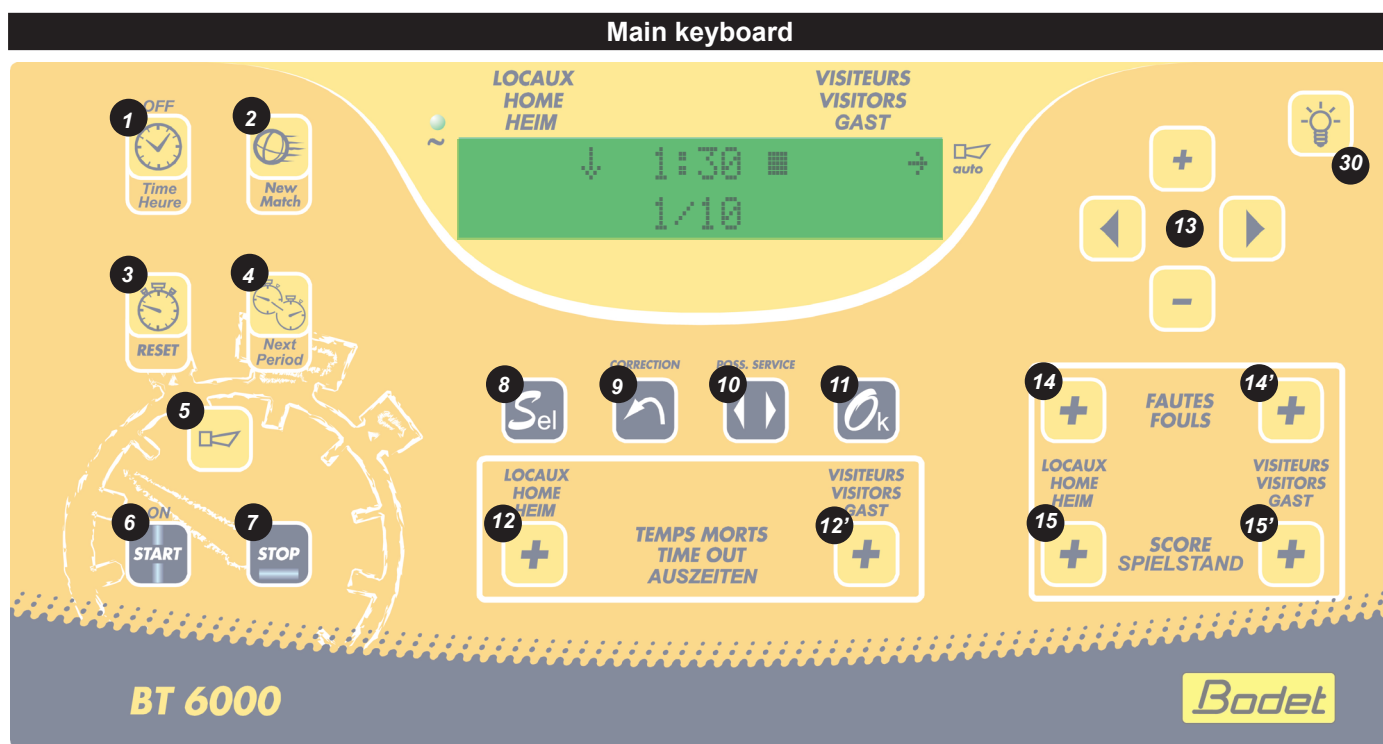 Main keyboard
LOCAUX
HOME
HEIM
VISITEURS
VISITORS
GAST
OFF
1
2
Time
Heure
New
Match
~
↓ 1:30 ■ →
1/10
auto
+
30
13
-
3
4
RESET
Next
Period
5
6
ON
START
7
STOP
CORRECTION
POSS. SERVICE
8
Sel
9
10
11
Ok
LOCAUX
HOME
HEIM
VISITEURS
VISITORS
GAST
12
+
TEMPS MORTS
TIME OUT
AUSZEITEN
12'
+
14
+
FAUTES
FOULS
14'
+
LOCAUX
HOME
HEIM
VISITEURS
VISITORS
GAST
15
+
SCORE
SPIELSTAND
15'
+
BT 6000
Bodet